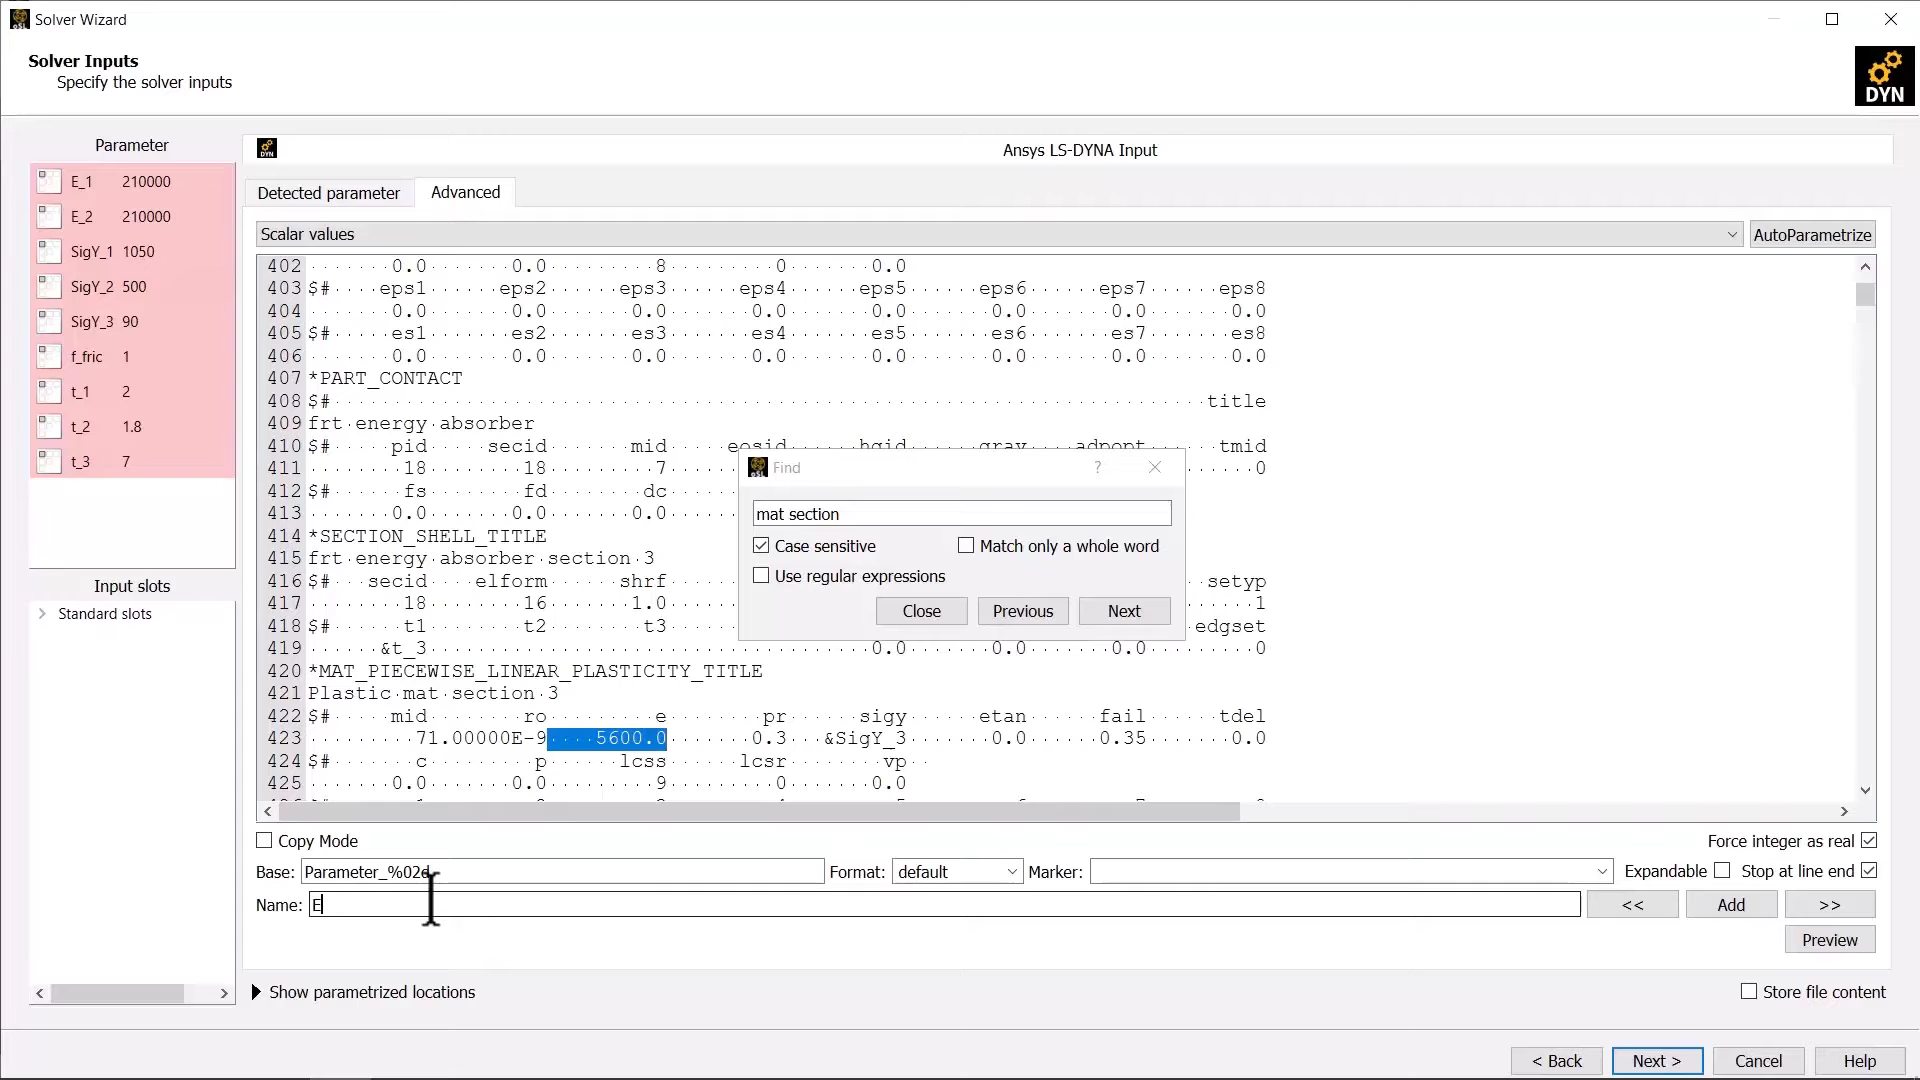 Solver Wizard
Solver Inputs
Specify the solver inputs
DYN
Parameter
E_1 210000
E_2 210000
SigY_1 1050
SigY_2 500
SigY_3 90
f_fric 1
t_1 2
t_2 1.8
t_3 7
Input slots
Standard slots
Ansys LS-DYNA Input
Detected parameter Advanced
Scalar values
AutoParametrize
402 0.0 0.0 8 0 0.0
403 $# eps1 eps2 eps3 eps4 eps5 eps6 eps7 eps8
404 0.0 0.0 0.0 0.0 0.0 0.0 0.0 0.0
405 $# es1 es2 es3 es4 es5 es6 es7 es8
406 0.0 0.0 0.0 0.0 0.0 0.0 0.0 0.0
407 *PART_CONTACT
408 $# title
409 frt energy absorber
410 $# pid secid mid eosid hgid grav adpopt tmid
411 18 18 7 0
412 $# fs fd dc
413 0.0 0.0 0.0
414 *SECTION_SHELL_TITLE
415 frt energy absorber section 3
416 $# secid elform shrf setyp
417 18 16 1.0 1
418 $# t1 t2 t3 edgset
419 &t_3 0.0 0.0 0.0 0
420 *MAT_PIECEWISE_LINEAR_PLASTICITY_TITLE
421 Plastic mat section 3
422 $# mid ro e pr sigy etan fail tdel
423 71.00000E-9 5600.0 0.3 &SigY_3 0.0 0.35 0.0
424 $# c p lcss lcsr vp
425 0.0 0.0 9 0 0.0
Find
?
mat section
Case sensitive Match only a whole word
Use regular expressions
Close Previous Next
Copy Mode
Force integer as real
Base: Parameter_%02d Format: default Marker: Expandable Stop at line end
Name: E << Add >>
Preview
Show parametrized locations
Store file content
< Back Next > Cancel Help